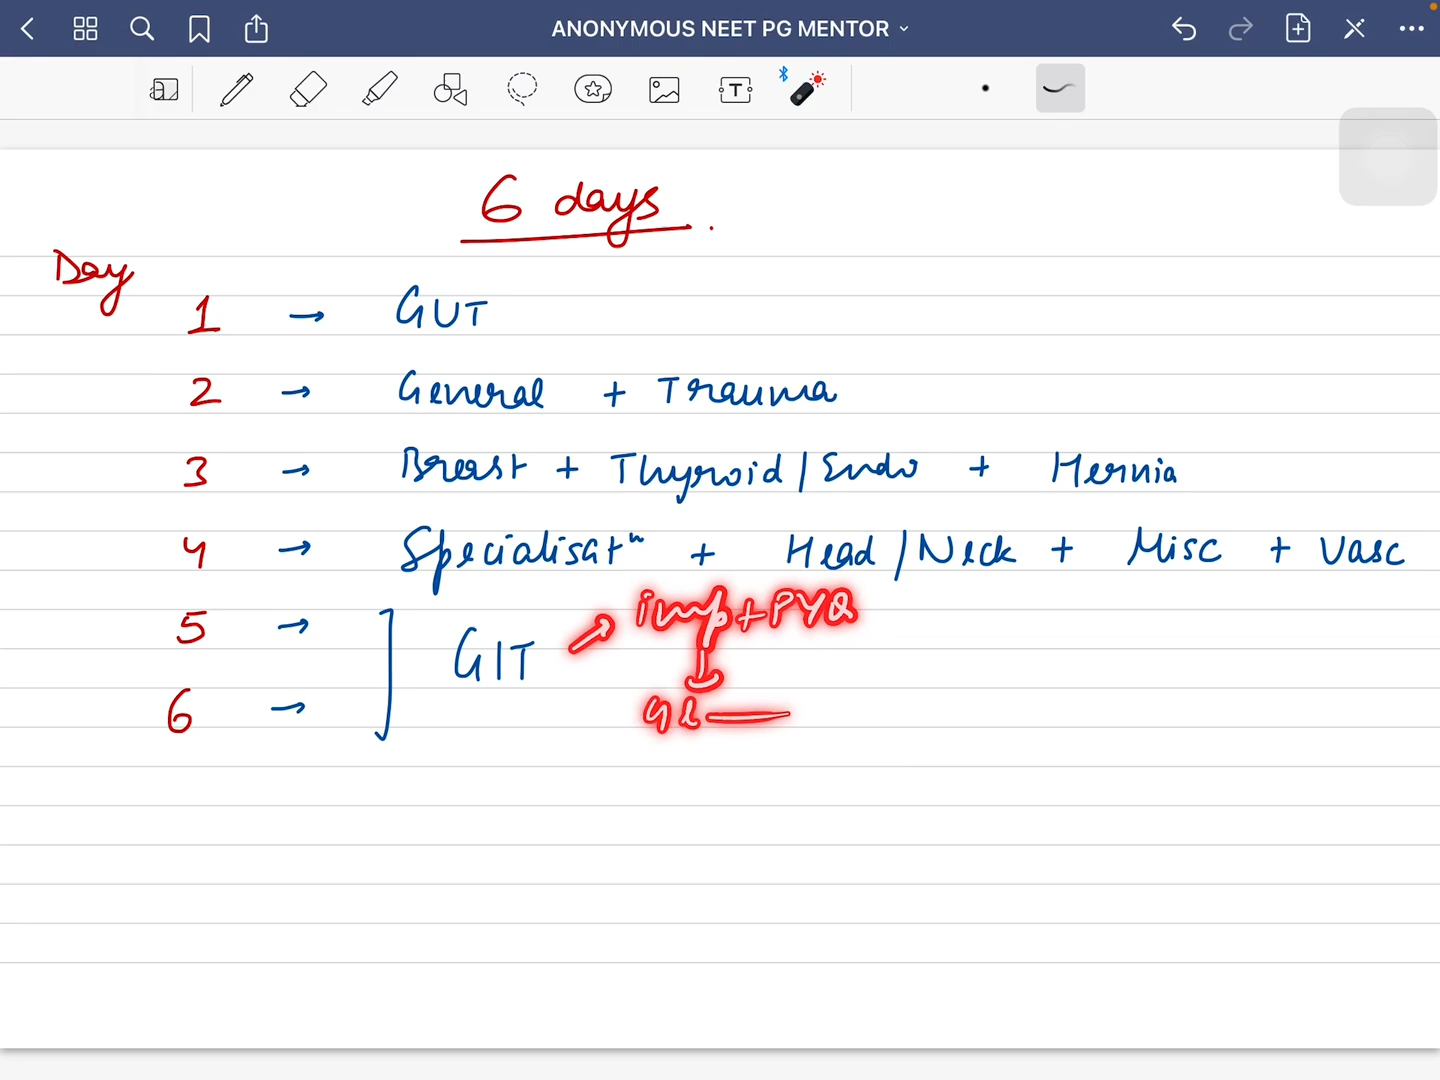 ANONYMOUS NEET PG MENTOR
T
6 days.
Day
1 → GUT
2 → General + Trauma
3 → Breast + Thyroid/Endo + Hernia
4 → Specialisatⁿ + Head/Neck + Misc + Vasc
5 →
imp + PYQ
GIT →
6 →